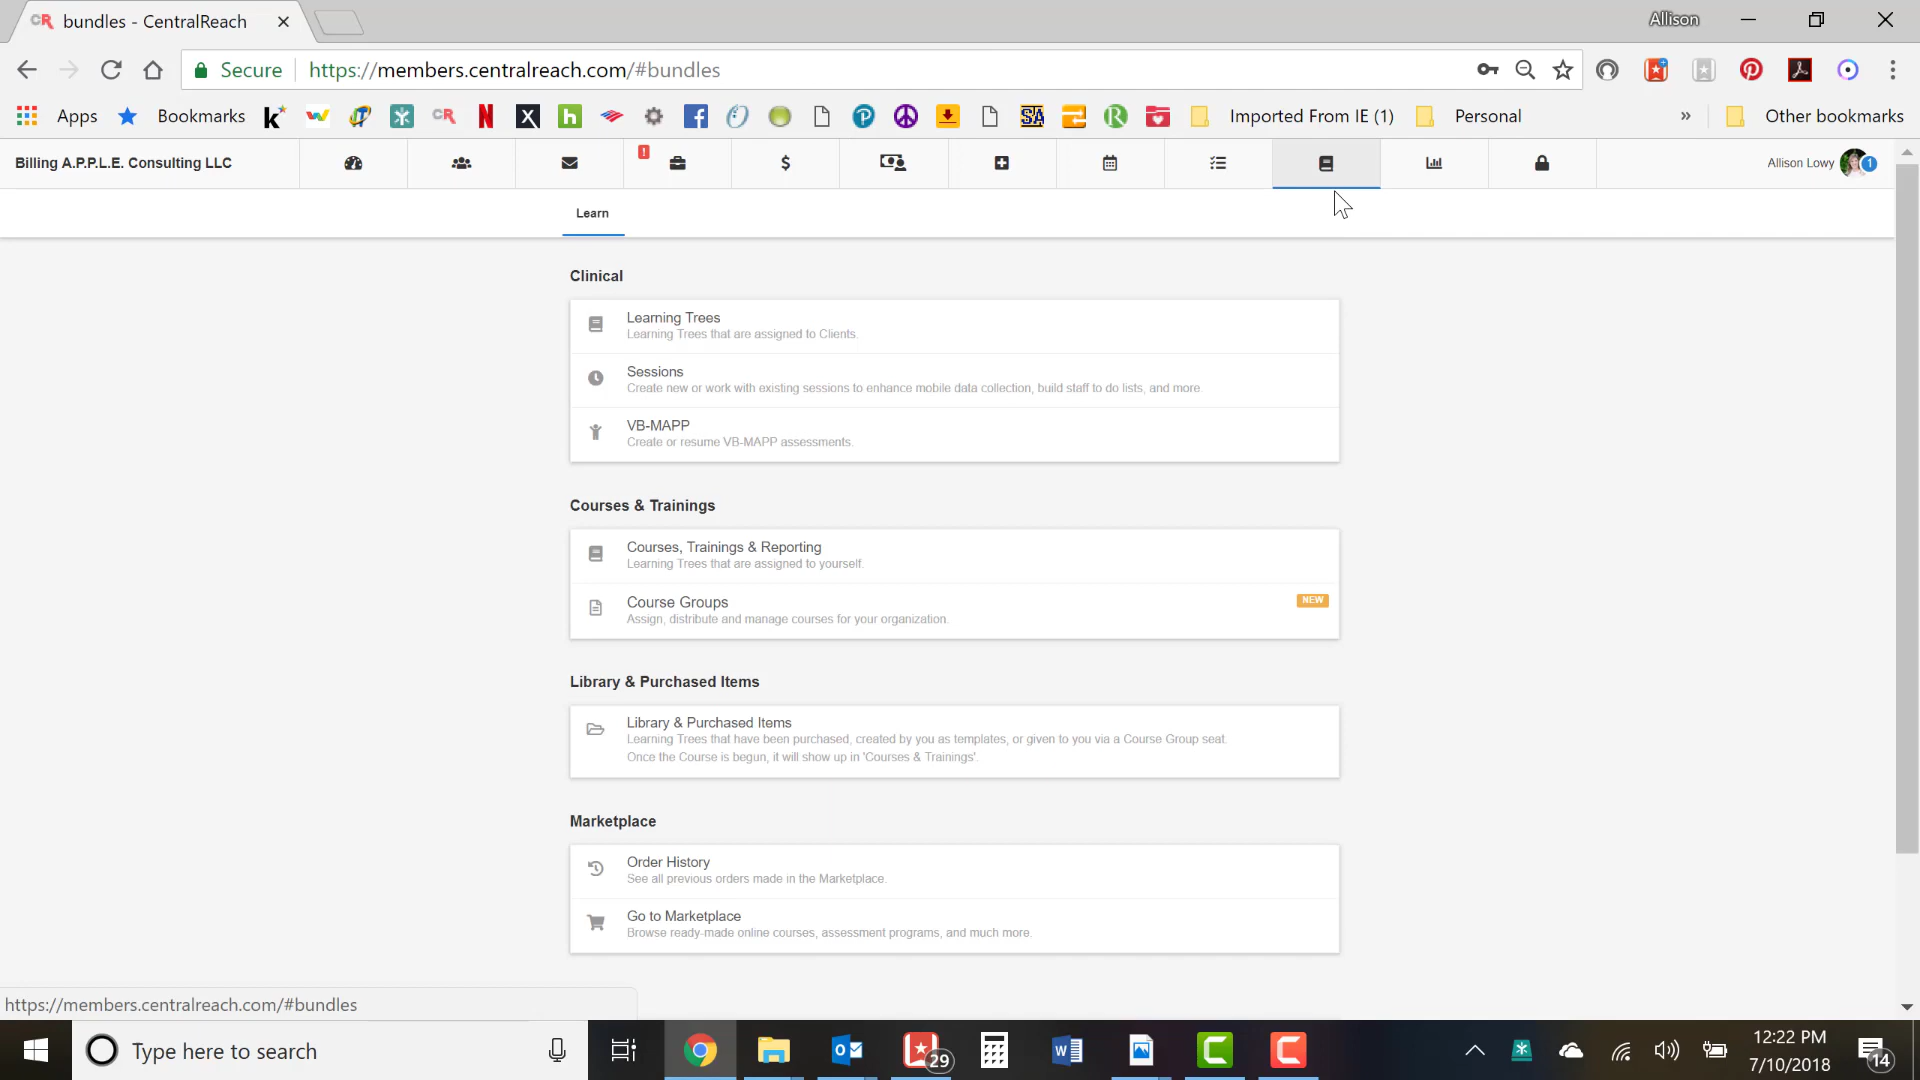 CR bundles - CentralReach
Allison
Secure https://members.centralreach.com/#bundles
Apps Bookmarks k CR N X h SA R Imported From IE (1) Personal » Other bookmarks
Billing A.P.P.L.E. Consulting LLC
!
$
Allison Lowy 1
Learn
Clinical
Learning Trees
Learning Trees that are assigned to Clients.
Sessions
Create new or work with existing sessions to enhance mobile data collection, build staff to do lists, and more.
VB-MAPP
Create or resume VB-MAPP assessments.
Courses & Trainings
Courses, Trainings & Reporting
Learning Trees that are assigned to yourself.
Course Groups
NEW
Assign, distribute and manage courses for your organization.
Library & Purchased Items
Library & Purchased Items
Learning Trees that have been purchased, created by you as templates, or given to you via a Course Group seat.
Once the Course is begun, it will show up in 'Courses & Trainings'.
Marketplace
Order History
See all previous orders made in the Marketplace.
Go to Marketplace
Browse ready-made online courses, assessment programs, and much more.
https://members.centralreach.com/#bundles
Type here to search
29
12:22 PM
7/10/2018
14